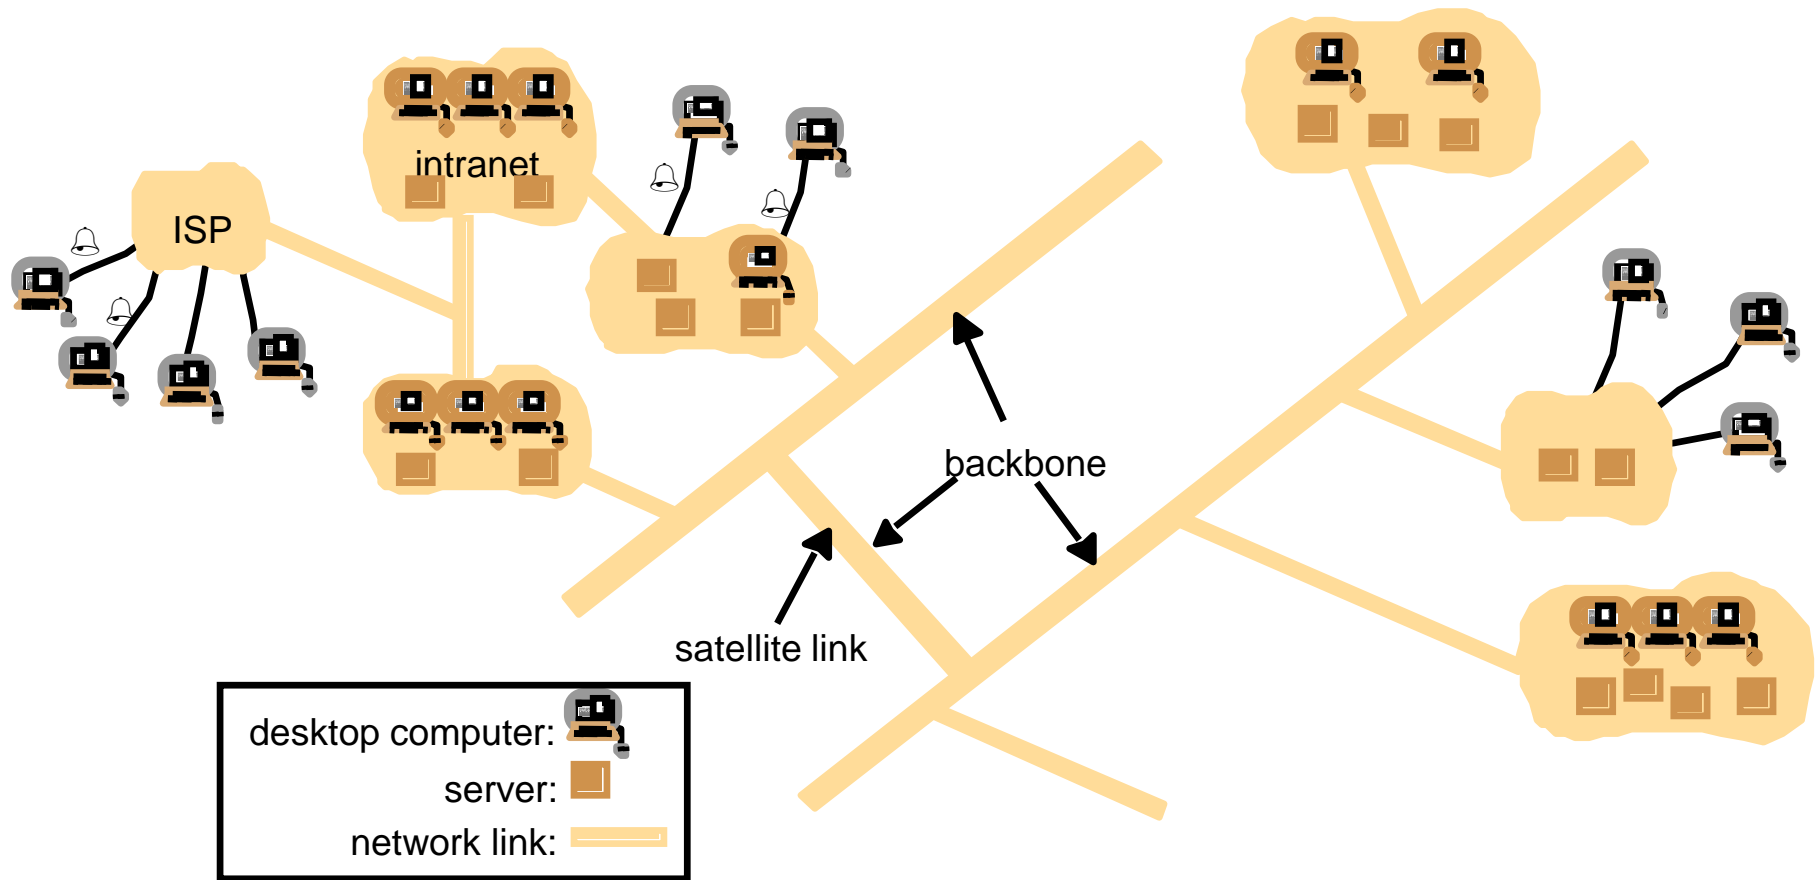 intranet
ISP
backbone
satellite link
desktop computer:
server:
network link: